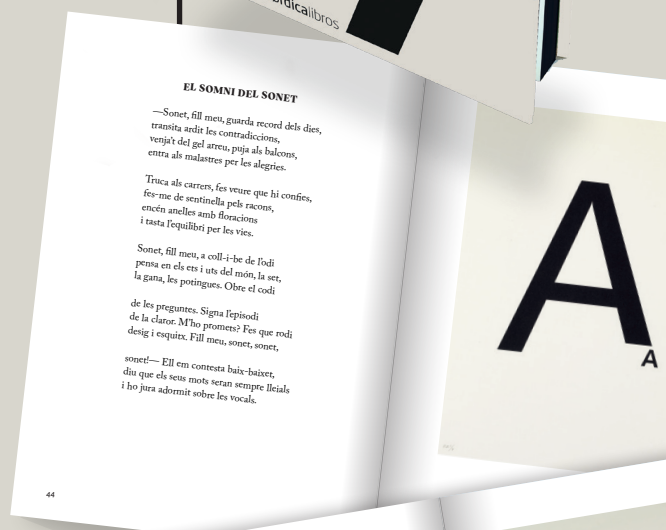 dicalibros
EL SOMNI DEL SONET
—Sonet, fill meu, guarda record dels dies,
transita ardit les contradiccions,
venja't del gel arreu, puja als balcons,
entra als malastres per les alegries.
Truca als carrers, fes veure que hi confies,
fes-me de sentinella pels racons,
encén anelles amb floracions
i tasta l'equilibri per les vies.
Sonet, fill meu, a coll-i-be de l'odi
pensa en els ets i uts del món, la set,
la gana, les potingues. Obre el codi
de les preguntes. Signa l'episodi
de la claror. M'ho promets? Fes que rodi
desig i esquitx. Fill meu, sonet, sonet,
sonet!— Ell em contesta baix-baixet,
diu que els seus mots seran sempre lleials
i ho jura adormit sobre les vocals.
44
A
A